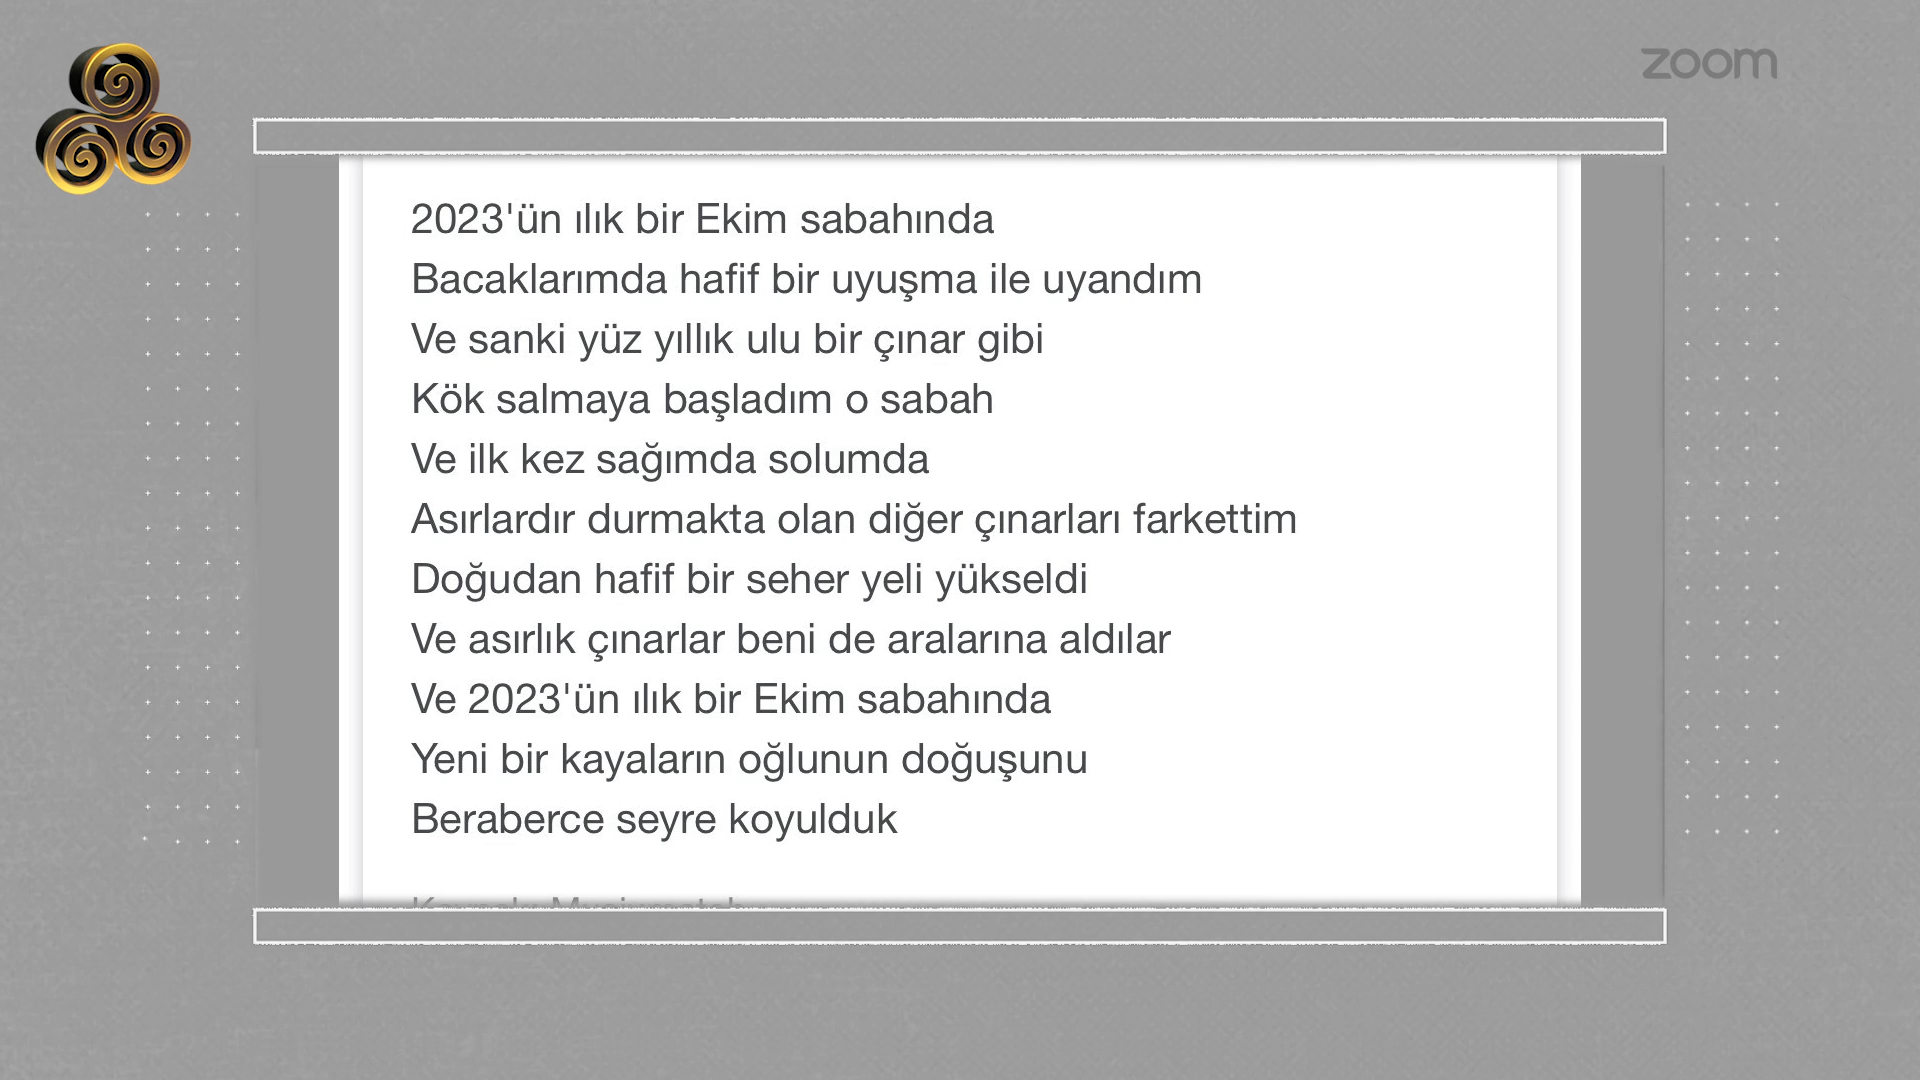 zoom
2023'ün ılık bir Ekim sabahında
Bacaklarımda hafif bir uyuşma ile uyandım
Ve sanki yüz yıllık ulu bir çınar gibi
Kök salmaya başladım o sabah
Ve ilk kez sağımda solumda
Asırlardır durmakta olan diğer çınarları farkettim
Doğudan hafif bir seher yeli yükseldi
Ve asırlık çınarlar beni de aralarına aldılar
Ve 2023'ün ılık bir Ekim sabahında
Yeni bir kayaların oğlunun doğuşunu
Beraberce seyre koyulduk